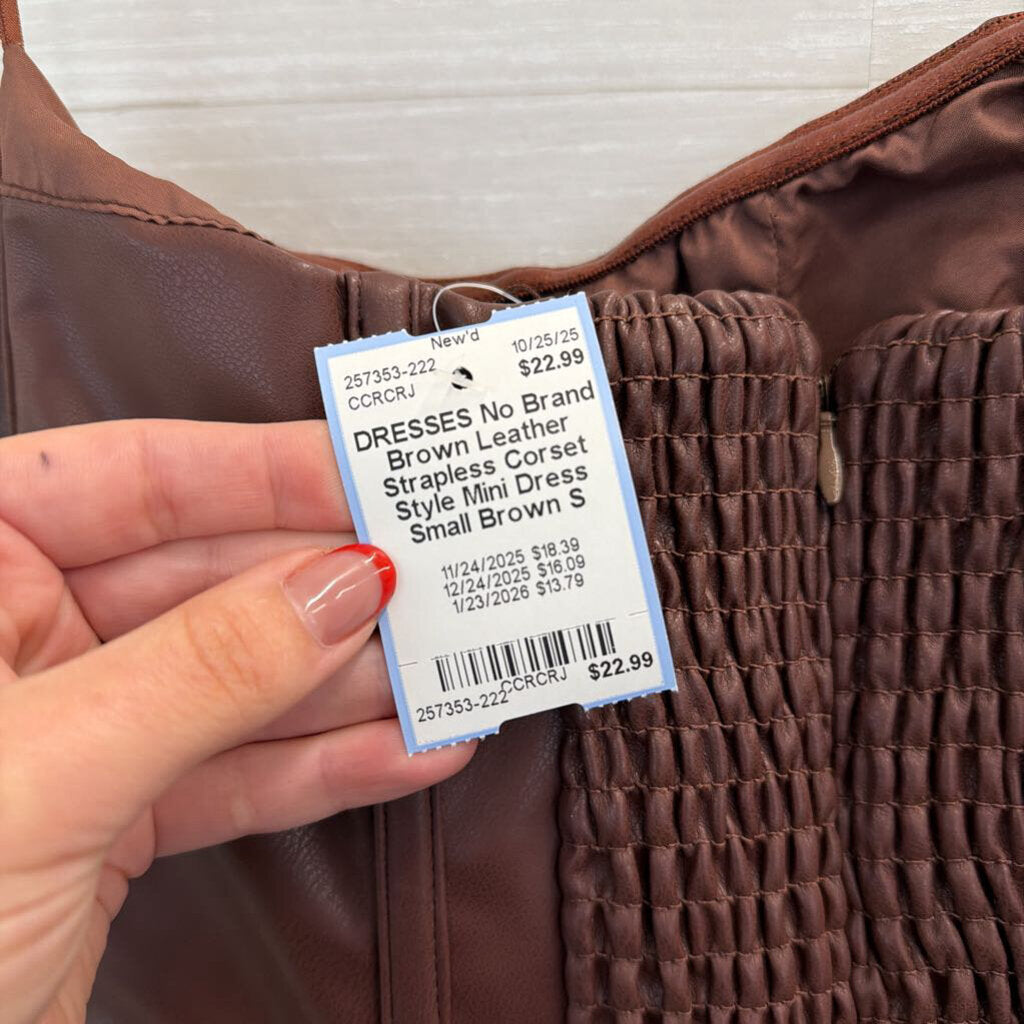 New'd
257353-222 10/25/25
CCRCRJ $22.99
DRESSES No Brand
Brown Leather
Strapless Corset
Style Mini Dress
Small Brown S
11/24/2025 $18.39
12/24/2025 $16.09
1/23/2026 $13.79
CCRCRJ $22.99
257353-222